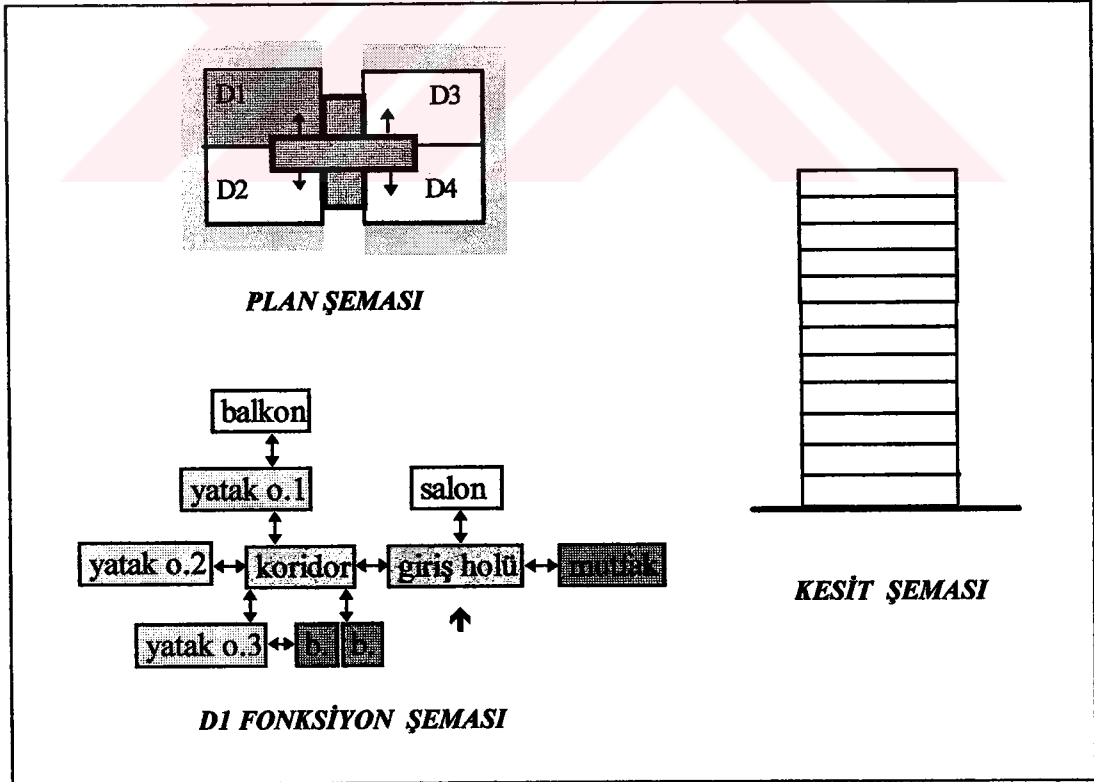 D1
D3
D2
D4
PLAN ŞEMASI
balkon
yatak o.1
salon
yatak o.2
koridor
giriş holü
mutfak
yatak o.3
b.
b.
D1 FONKSİYON ŞEMASI
KESİT ŞEMASI